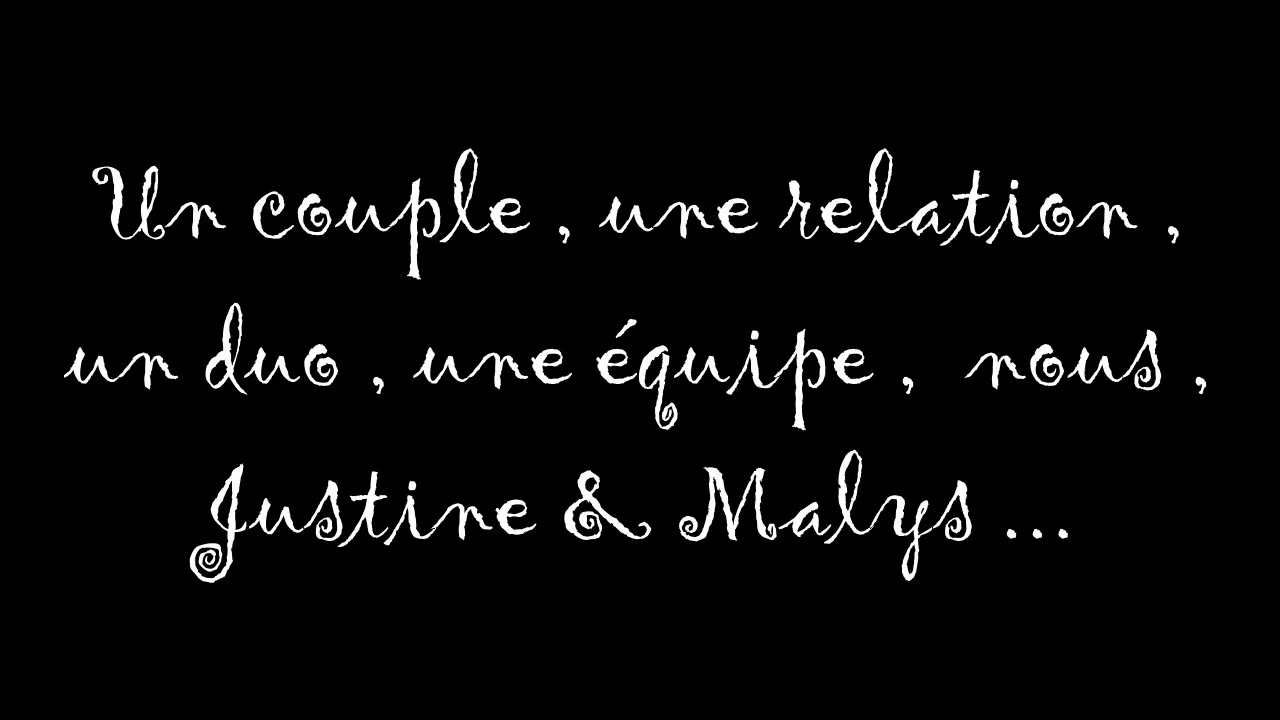 Un couple , une relation ,
un duo , une équipe , nous ,
Justine & Malys ...